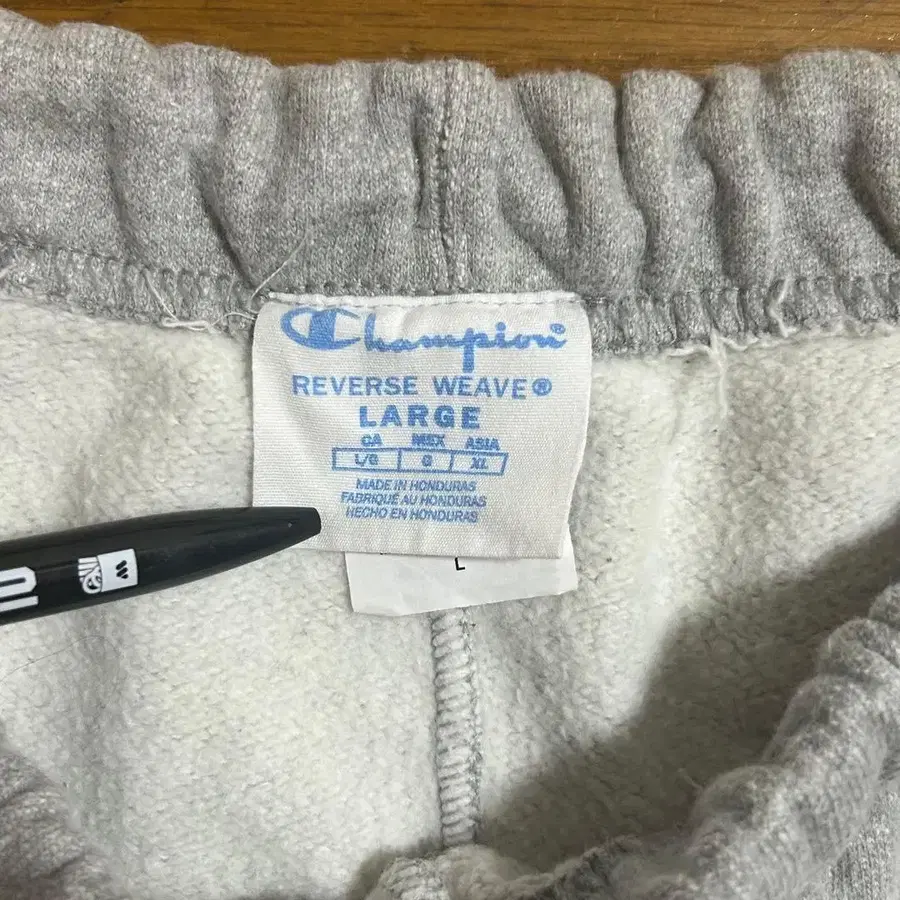 Champion
REVERSE WEAVE®
LARGE
CA MEX ASIA
L/G G XL
MADE IN HONDURAS
FABRIQUÉ AU HONDURAS
HECHO EN HONDURAS
L